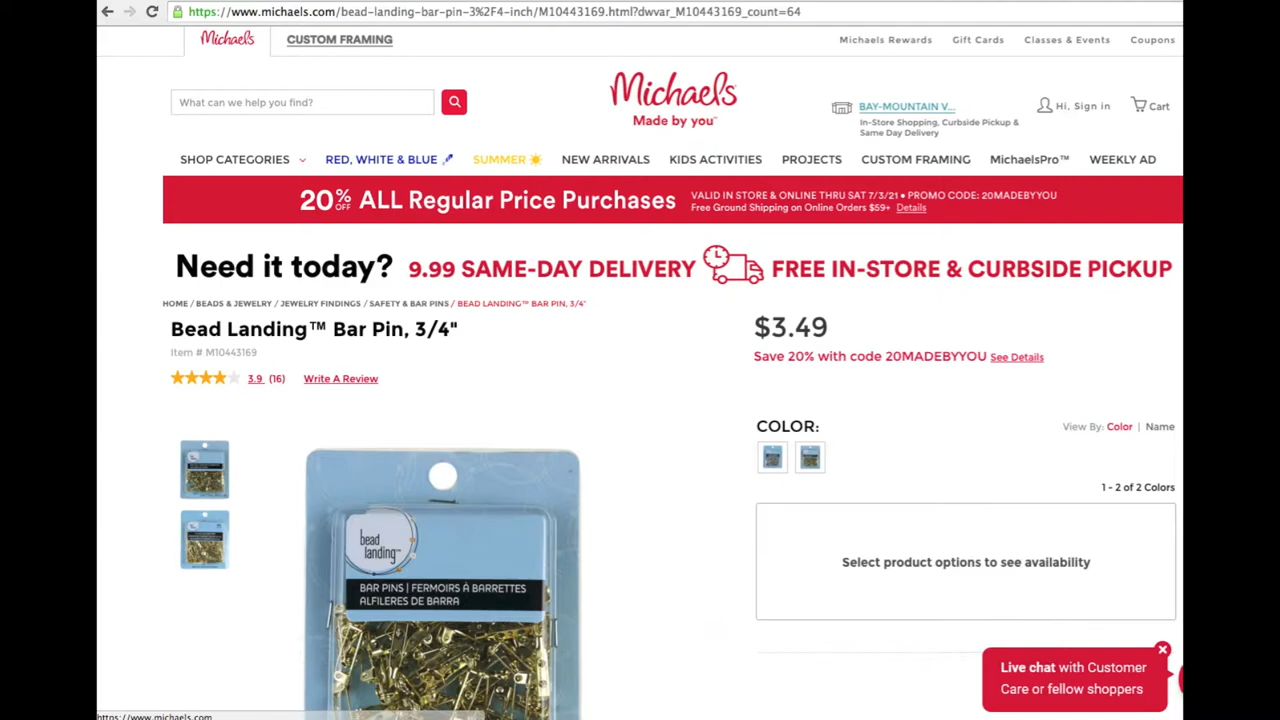 https://www.michaels.com/bead-landing-bar-pin-3%2F4-inch/M10443169.html?dwvar_M10443169_count=64
Michaels CUSTOM FRAMING Michaels Rewards Gift Cards Classes & Events Coupons
What can we help you find?
Michaels
Made by you™
BAY-MOUNTAIN V...
In-Store Shopping, Curbside Pickup &
Same Day Delivery
Hi, Sign in
Cart
SHOP CATEGORIES RED, WHITE & BLUE SUMMER NEW ARRIVALS KIDS ACTIVITIES PROJECTS CUSTOM FRAMING MichaelsPro™ WEEKLY AD
20% OFF ALL Regular Price Purchases
VALID IN STORE & ONLINE THRU SAT 7/3/21 • PROMO CODE: 20MADEBYYOU
Free Ground Shipping on Online Orders $59+ Details
Need it today? 9.99 SAME-DAY DELIVERY FREE IN-STORE & CURBSIDE PICKUP
HOME / BEADS & JEWELRY / JEWELRY FINDINGS / SAFETY & BAR PINS / BEAD LANDING™ BAR PIN, 3/4"
Bead Landing™ Bar Pin, 3/4"
Item # M10443169
3.9 (16) Write A Review
$3.49
Save 20% with code 20MADEBYYOU See Details
COLOR:
View By: Color | Name
1 - 2 of 2 Colors
Select product options to see availability
bead
landing™
BAR PINS | FERMOIRS À BARRETTES
ALFILERES DE BARRA
Live chat with Customer
Care or fellow shoppers
https://www.michaels.com